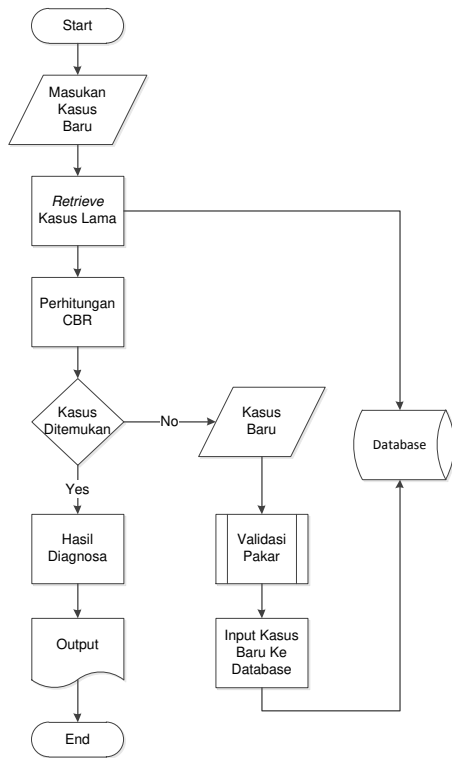 Start
Masukan
Kasus
Baru
Retrieve
Kasus Lama
Perhitungan
CBR
Kasus
Ditemukan
No
Kasus
Baru
Database
Yes
Hasil
Diagnosa
Validasi
Pakar
Output
Input Kasus
Baru Ke
Database
End